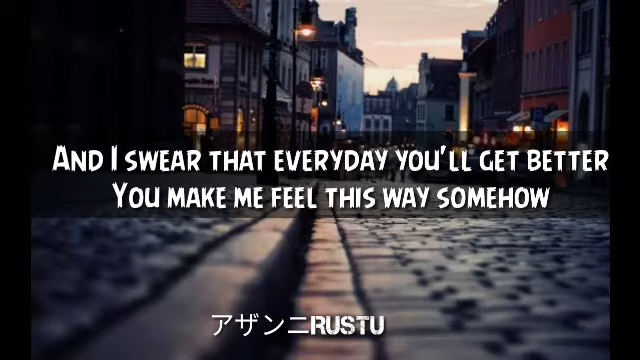 And I swear that everyday you'll get better
You make me feel this way somehow
アザンニRUSTU